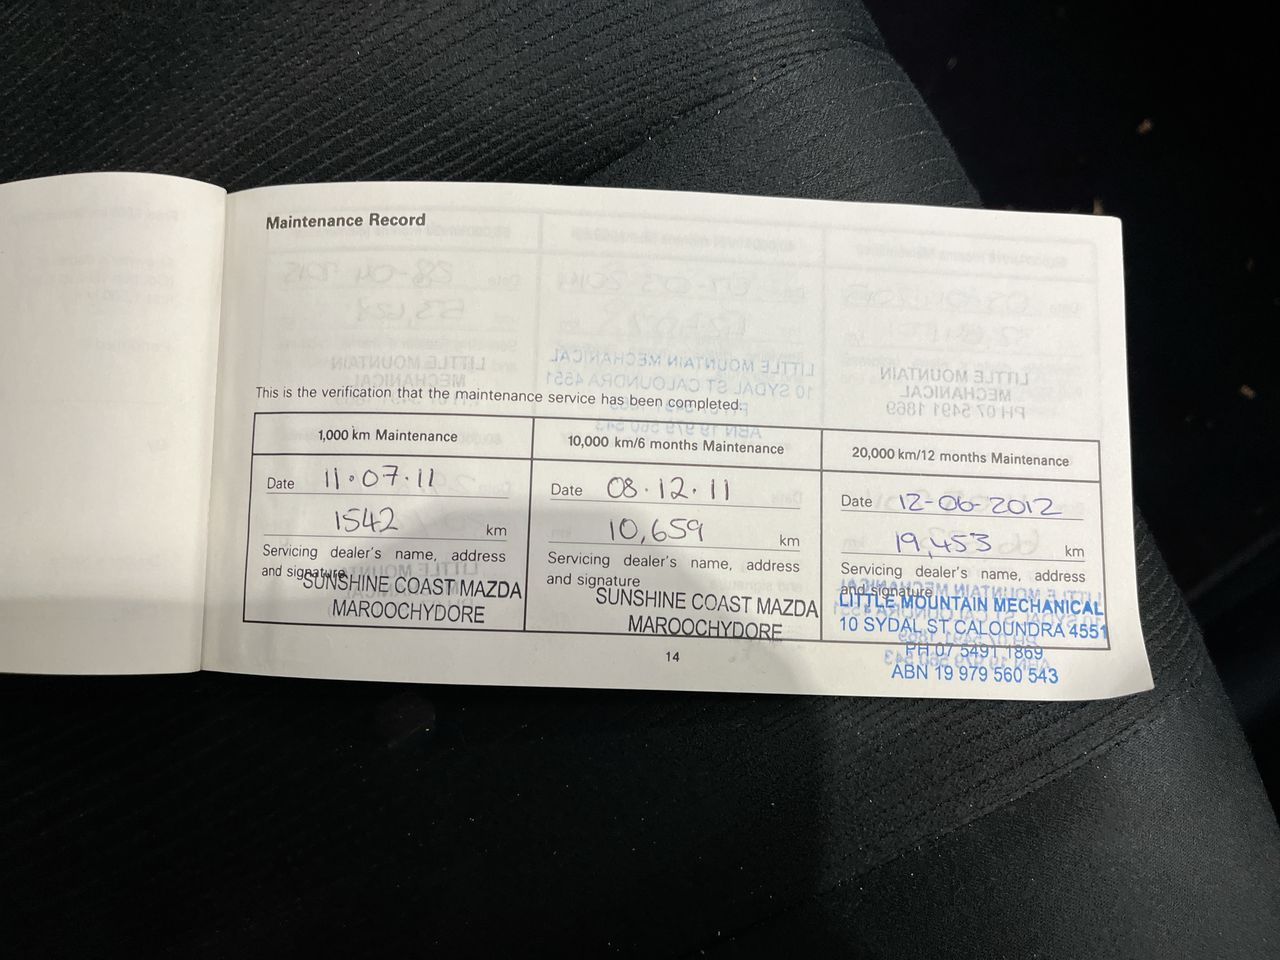 Maintenance Record
This is the verification that the maintenance service has been completed.
1,000 km Maintenance
Date 11.07.11
1542 km
Servicing dealer's name, address
and signature
SUNSHINE COAST MAZDA
MAROOCHYDORE
10,000 km/6 months Maintenance
Date 08.12.11
10,659 km
Servicing dealer's name, address
and signature
SUNSHINE COAST MAZDA
MAROOCHYDORE
20,000 km/12 months Maintenance
Date 12-06-2012
19,453 km
Servicing dealer's name, address
and signature
LITTLE MOUNTAIN MECHANICAL
10 SYDAL ST CALOUNDRA 4551
PH 07 5491 1869
ABN 19 979 560 543
14